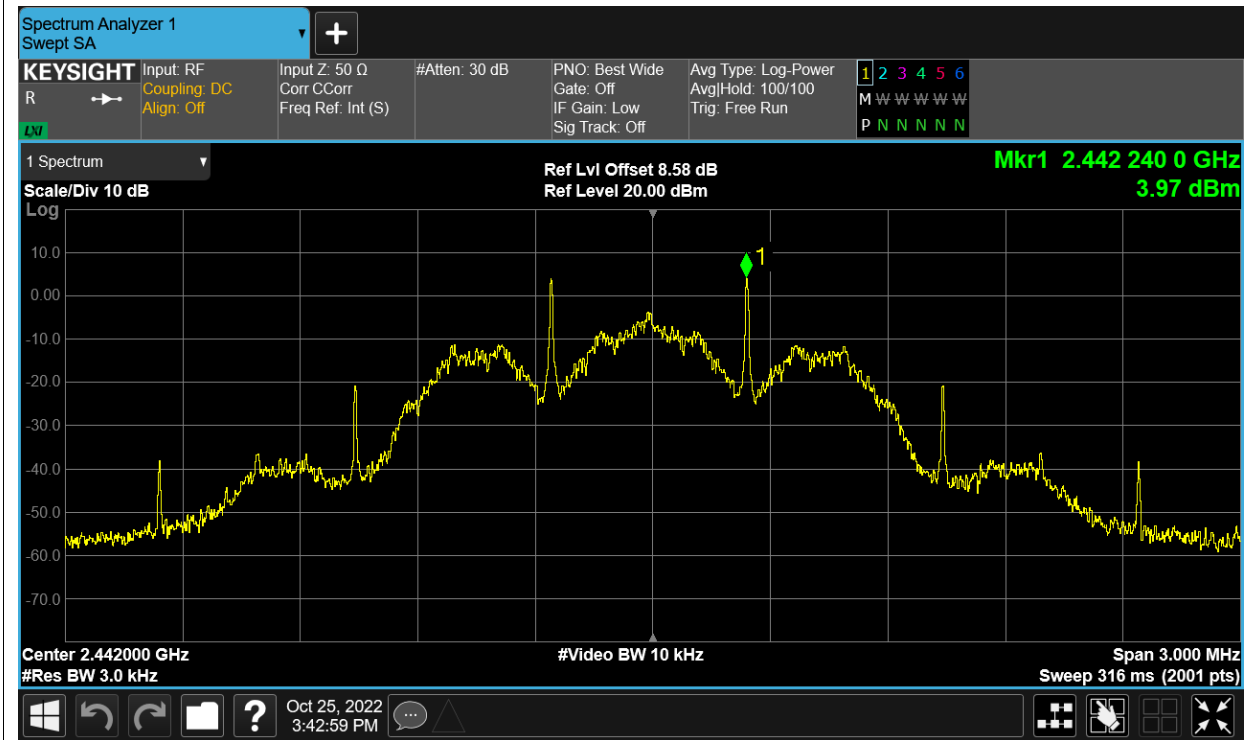 Spectrum Analyzer 1
Swept SA
+
KEYSIGHT
R
LXI
Input: RF
Coupling: DC
Align: Off
Input Z: 50 Ω
Corr CCorr
Freq Ref: Int (S)
#Atten: 30 dB
PNO: Best Wide
Gate: Off
IF Gain: Low
Sig Track: Off
Avg Type: Log-Power
Avg|Hold: 100/100
Trig: Free Run
1 2 3 4 5 6
M W W W W W
P N N N N N
1 Spectrum
Scale/Div 10 dB
Log
Ref Lvl Offset 8.58 dB
Ref Level 20.00 dBm
Mkr1 2.442 240 0 GHz
3.97 dBm
1
10.0
0.00
-10.0
-20.0
-30.0
-40.0
-50.0
-60.0
-70.0
Center 2.442000 GHz
#Video BW 10 kHz
Span 3.000 MHz
#Res BW 3.0 kHz
Sweep 316 ms (2001 pts)
?
Oct 25, 2022
3:42:59 PM